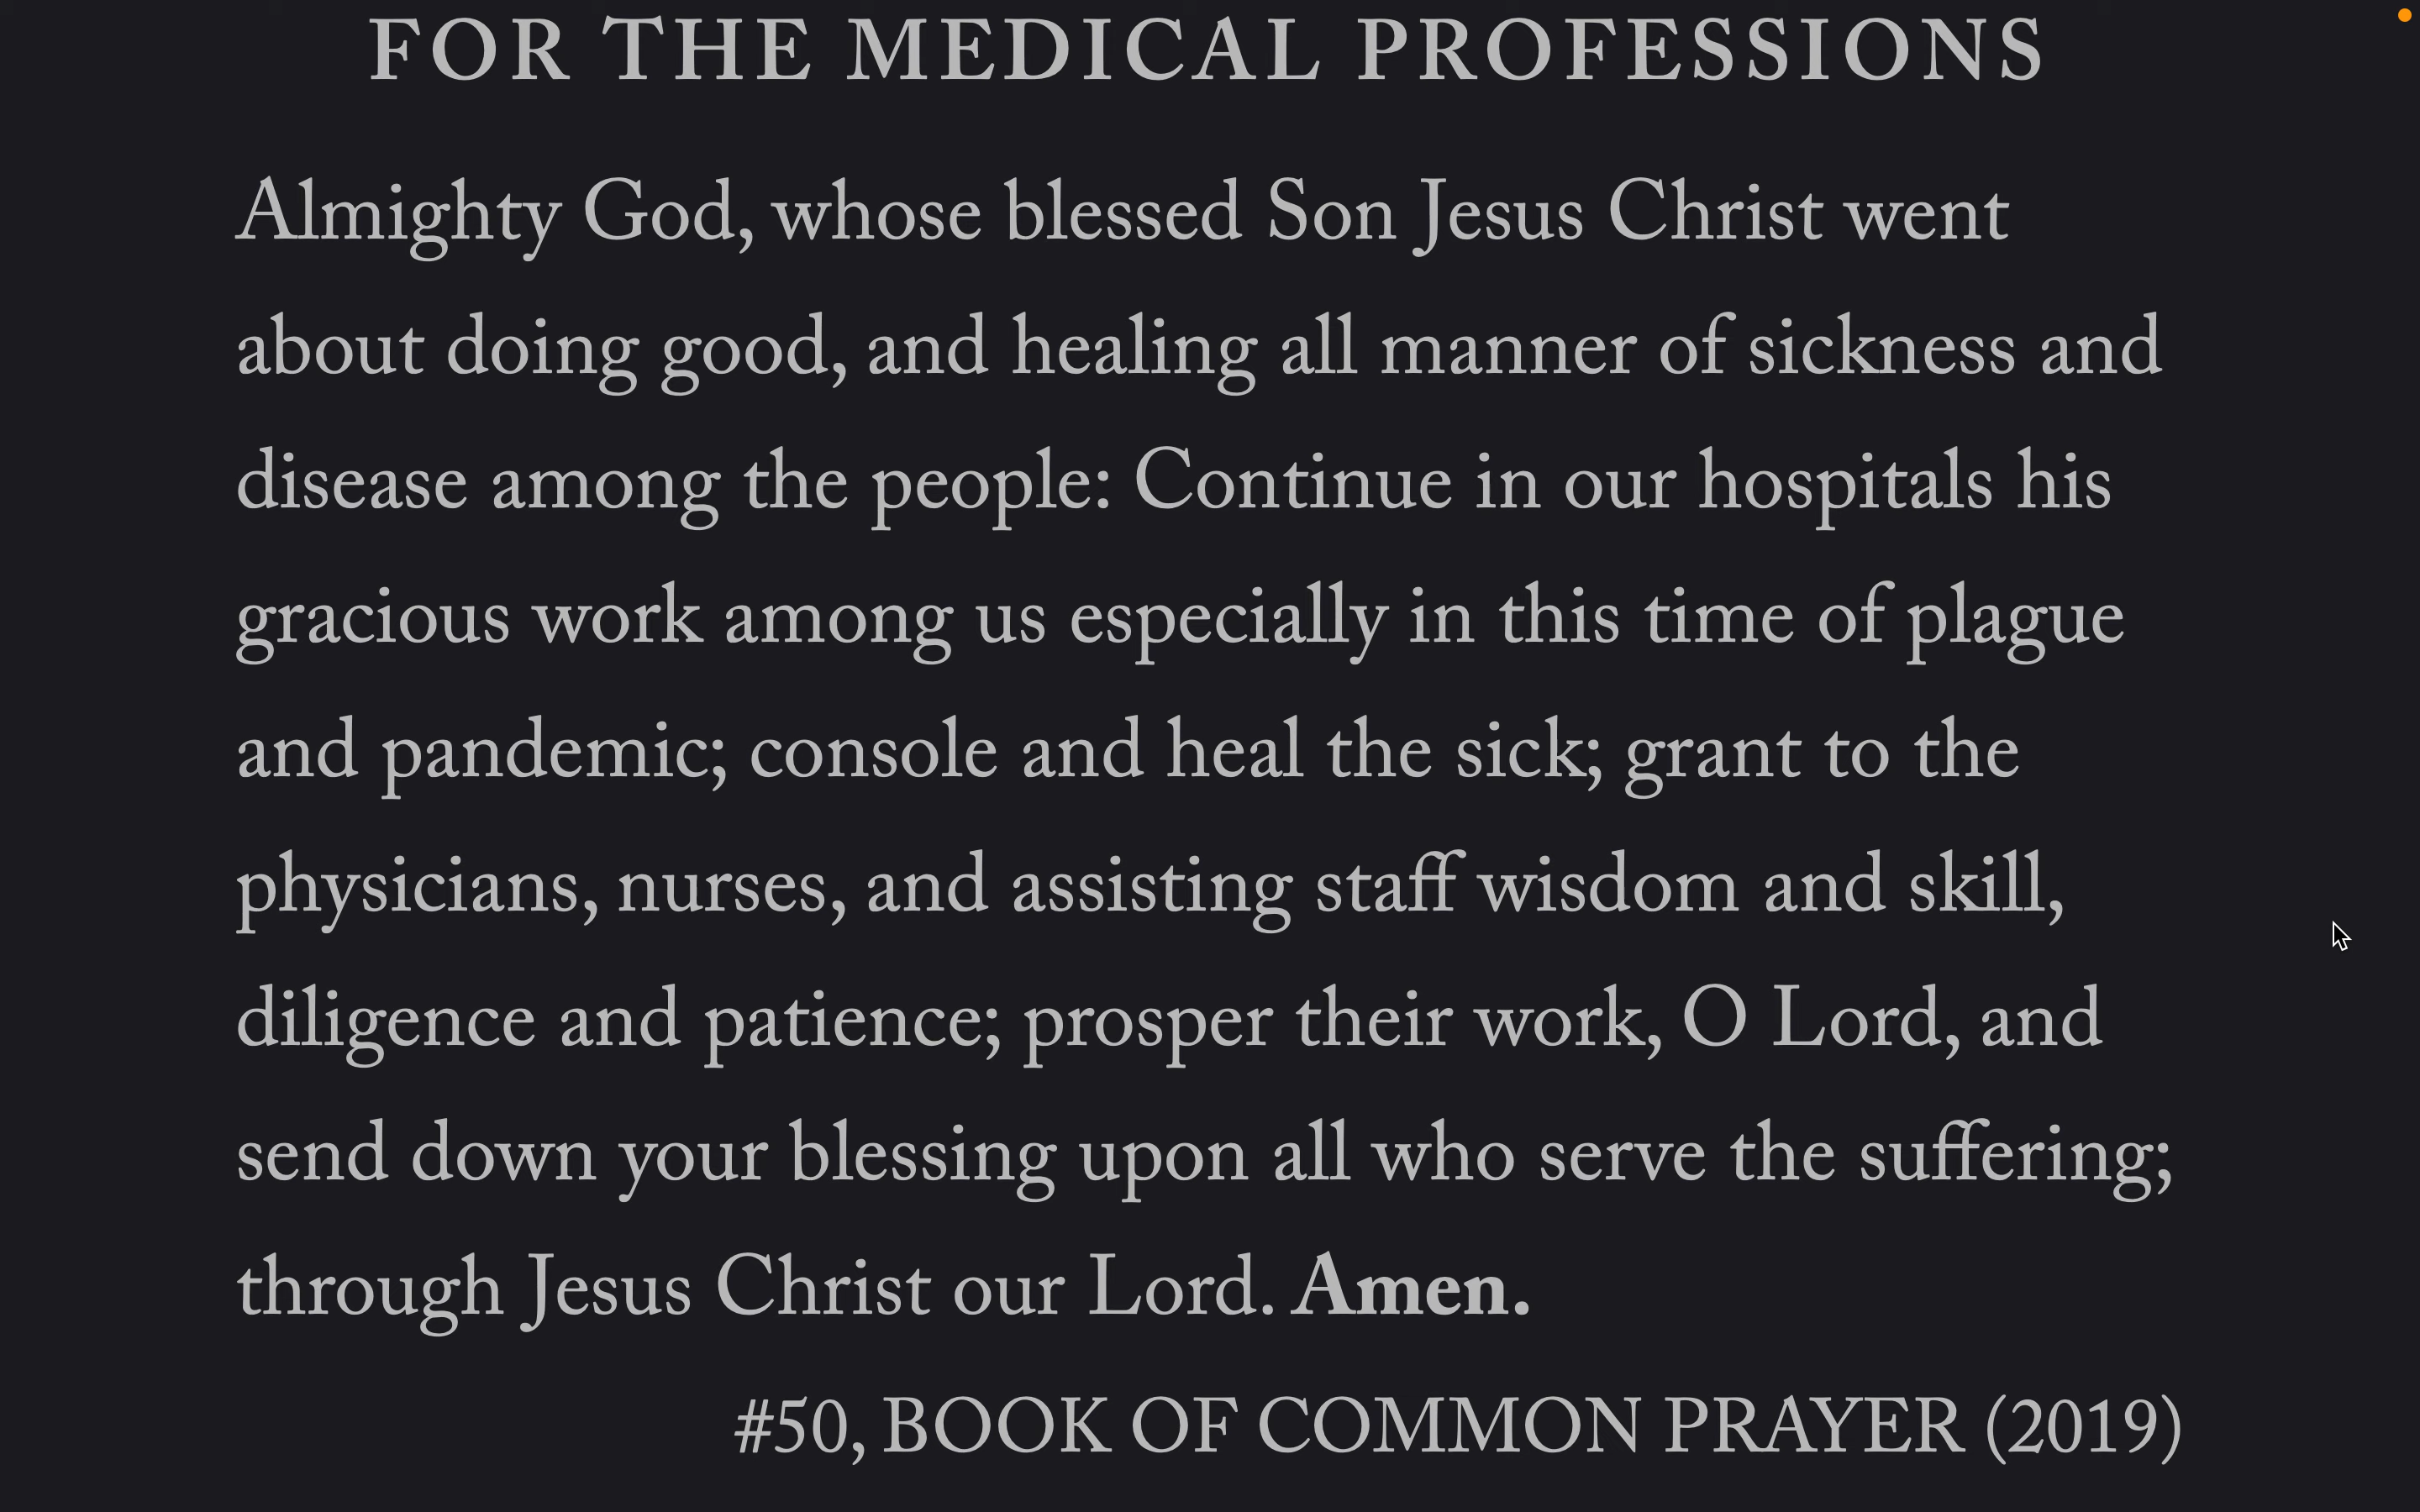 FOR THE MEDICAL PROFESSIONS
Almighty God, whose blessed Son Jesus Christ went
about doing good, and healing all manner of sickness and
disease among the people: Continue in our hospitals his
gracious work among us especially in this time of plague
and pandemic; console and heal the sick; grant to the
physicians, nurses, and assisting staff wisdom and skill,
diligence and patience; prosper their work, O Lord, and
send down your blessing upon all who serve the suffering;
through Jesus Christ our Lord. Amen.
#50, BOOK OF COMMON PRAYER (2019)